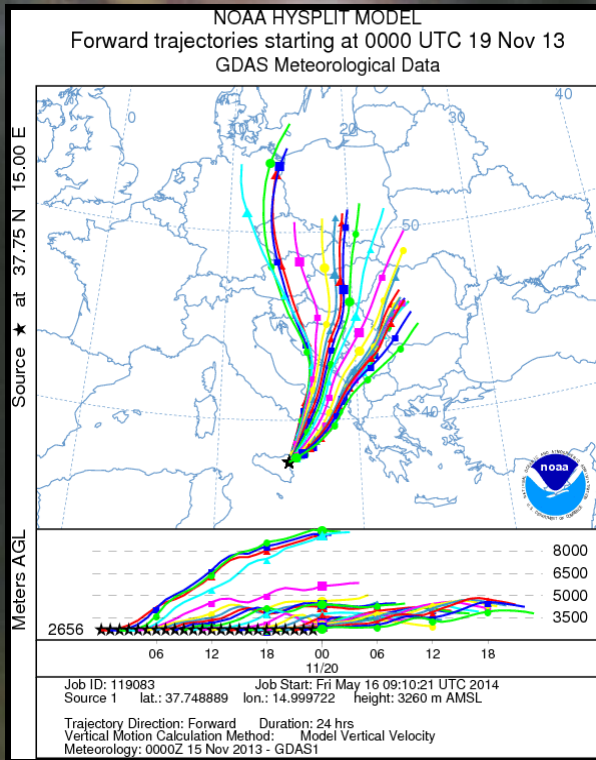 NOAA HYSPLIT MODEL
Forward trajectories starting at 0000 UTC 19 Nov 13
GDAS Meteorological Data
Source ★ at 37.75 N 15.00 E
0
10
20
30
40
50
40
noaa
Meters AGL
8000
6500
5000
3500
2656
06 12 18 00 06 12 18
11/20
Job ID: 119083 Job Start: Fri May 16 09:10:21 UTC 2014
Source 1 lat.: 37.748889 lon.: 14.999722 height: 3260 m AMSL
Trajectory Direction: Forward Duration: 24 hrs
Vertical Motion Calculation Method: Model Vertical Velocity
Meteorology: 0000Z 15 Nov 2013 - GDAS1